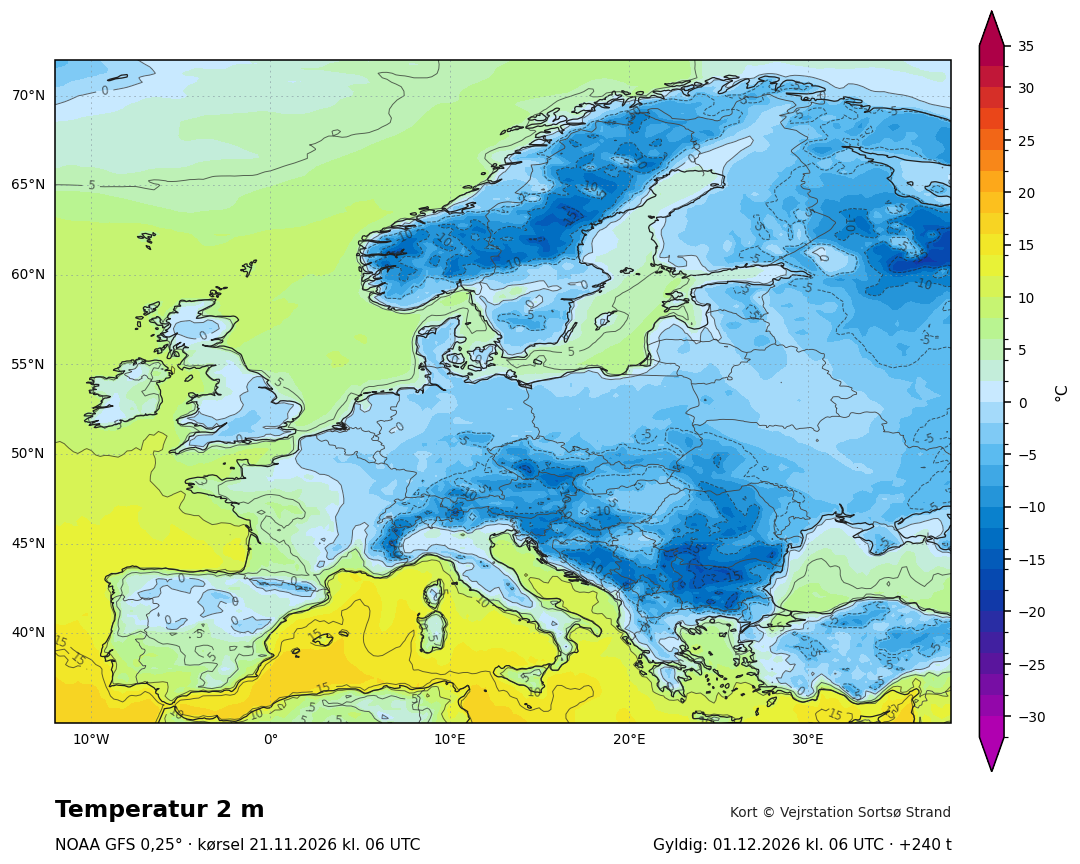 70°N
65°N
60°N
55°N
50°N
45°N
40°N
10°W
0°
10°E
20°E
30°E
35
30
25
20
15
10
5
0
−5
−10
−15
−20
−25
−30
°C
Temperatur 2 m
Kort © Vejrstation Sortsø Strand
NOAA GFS 0,25° · kørsel 21.11.2026 kl. 06 UTC
Gyldig: 01.12.2026 kl. 06 UTC · +240 t